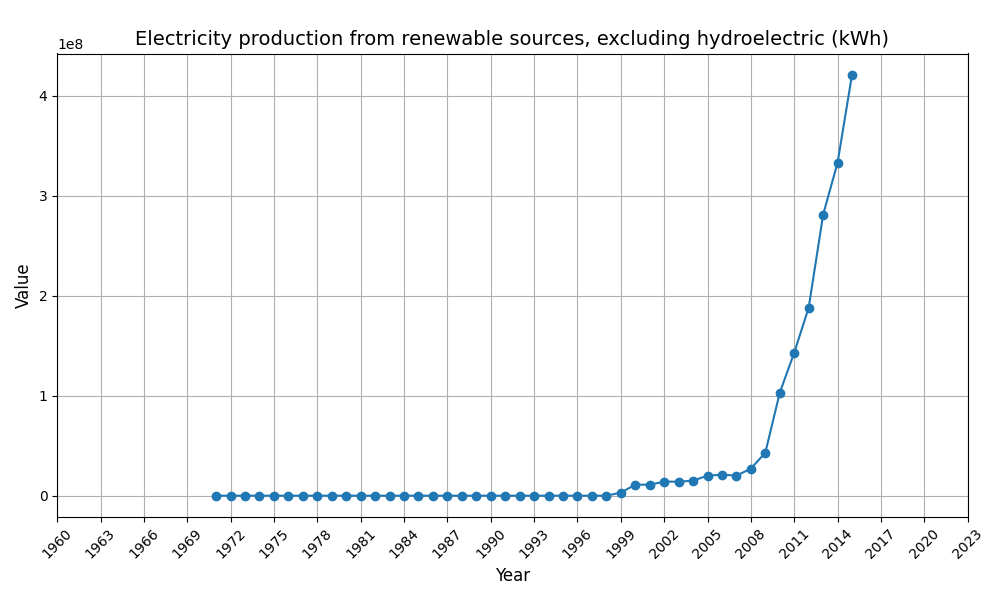 Electricity production from renewable sources, excluding hydroelectric (kWh)
1e8
4
3
2
1
0
Value
1960 1963 1966 1969 1972 1975 1978 1981 1984 1987 1990 1993 1996 1999 2002 2005 2008 2011 2014 2017 2020 2023
Year